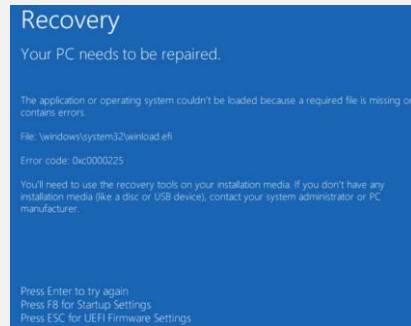 Recovery
Your PC needs to be repaired.
The application or operating system couldn't be loaded because a required file is missing or
contains errors.
File: \windows\system32\winload.efi
Error code: 0xc0000225
You'll need to use the recovery tools on your installation media. If you don't have any
installation media (like a disc or USB device), contact your system administrator or PC
manufacturer.
Press Enter to try again
Press F8 for Startup Settings
Press ESC for UEFI Firmware Settings